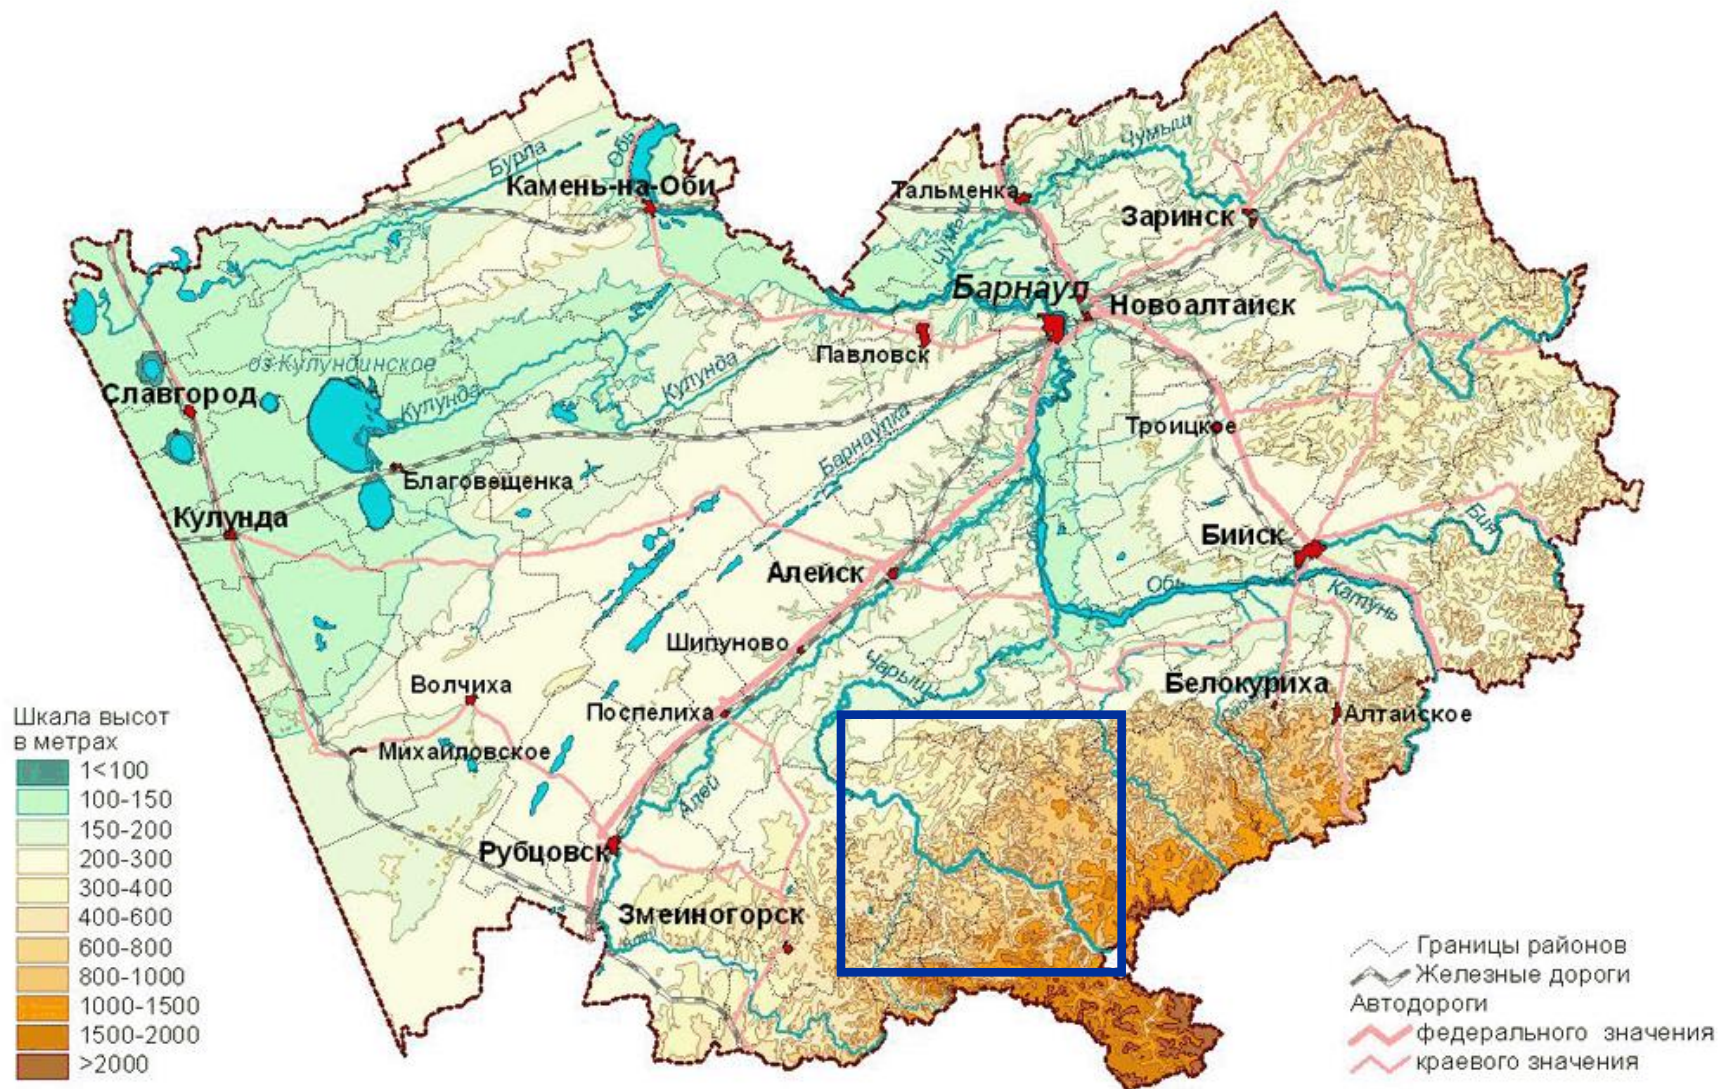 Бурла
Обь
Камень-на-Оби
Чумыш
Тальменка
Чумыш
Заринск
Барнаул
Новоалтайск
Павловск
оз.Кулундинское
Славгород
Кулунда
Кулунда
Барнаулка
Троицкое
Благовещенка
Кулунда
Бия
Бийск
Алейск
Обь
Катунь
Шипуново
Чарыш
Белокуриха
Волчиха
Поспелиха
Алтайское
Михайловское
Алей
Рубцовск
Змеиногорск
Алей
Шкала высот
в метрах
1<100
100-150
150-200
200-300
300-400
400-600
600-800
800-1000
1000-1500
1500-2000
>2000
Границы районов
Железные дороги
Автодороги
федерального значения
краевого значения